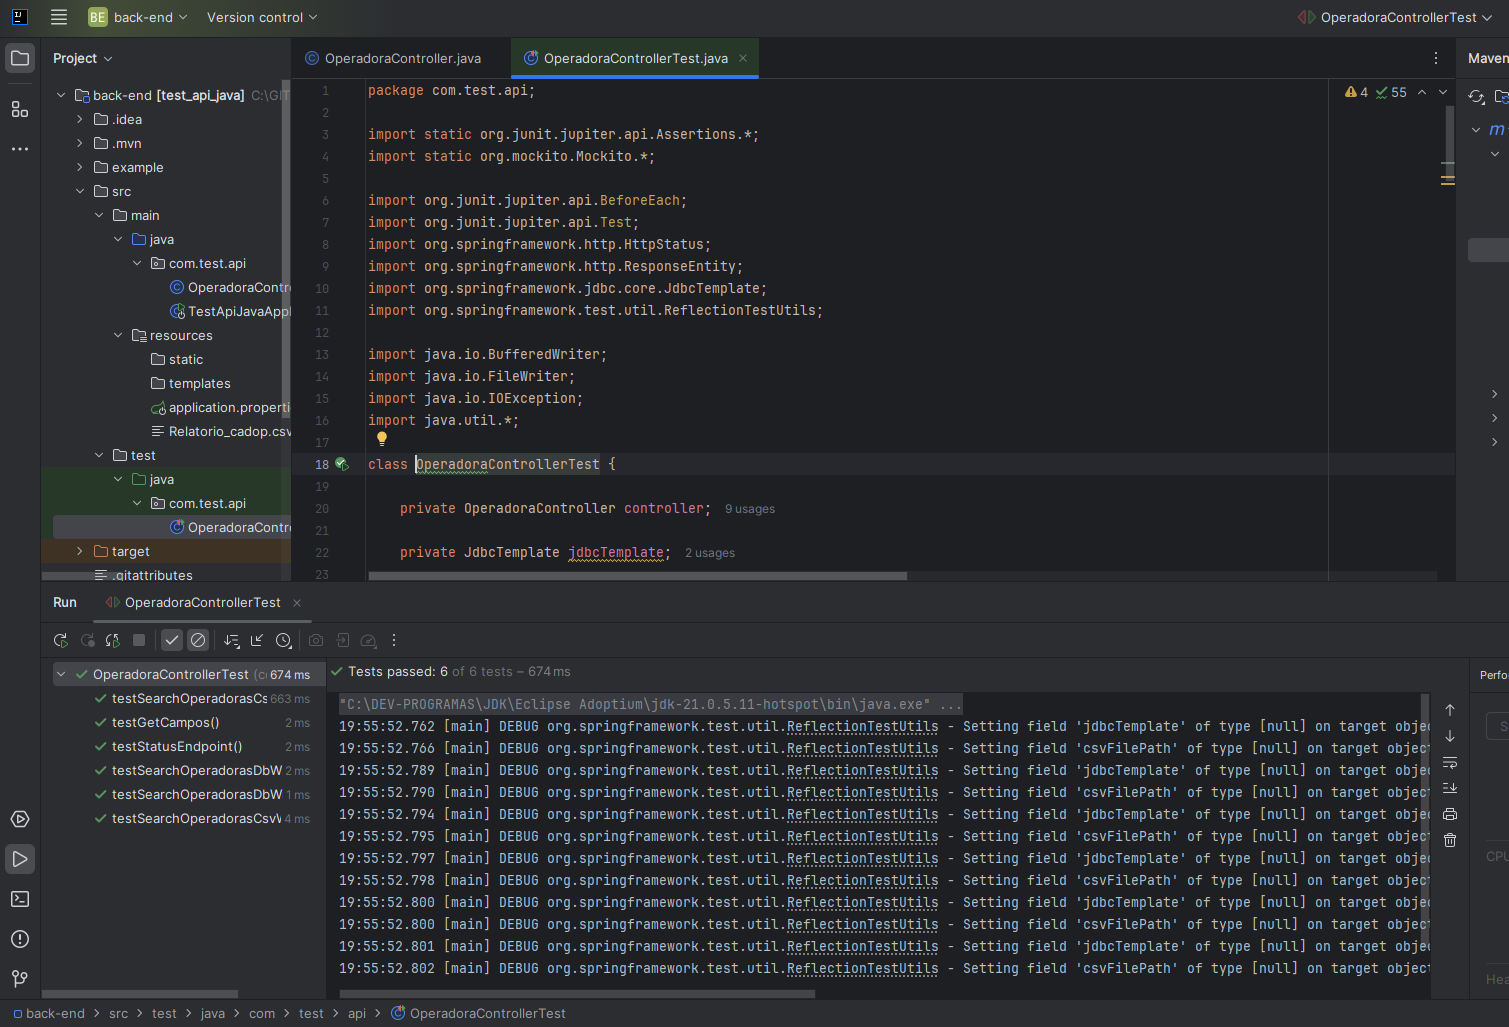 BE back-end Version control OperadoraControllerTest
Project
OperadoraController.java OperadoraControllerTest.java
Maven
back-end [test_api_java] C:\GIT
.idea
.mvn
example
src
main
java
com.test.api
OperadoraContr
TestApiJavaAppl
resources
static
templates
application.properti
Relatorio_cadop.csv
test
java
com.test.api
OperadoraContr
target
.gitattributes
4 55
1 package com.test.api;
2
3 import static org.junit.jupiter.api.Assertions.*;
4 import static org.mockito.Mockito.*;
5
6 import org.junit.jupiter.api.BeforeEach;
7 import org.junit.jupiter.api.Test;
8 import org.springframework.http.HttpStatus;
9 import org.springframework.http.ResponseEntity;
10 import org.springframework.jdbc.core.JdbcTemplate;
11 import org.springframework.test.util.ReflectionTestUtils;
12
13 import java.io.BufferedWriter;
14 import java.io.FileWriter;
15 import java.io.IOException;
16 import java.util.*;
17
18 class OperadoraControllerTest {
19
20 private OperadoraController controller; 9 usages
21
22 private JdbcTemplate jdbcTemplate; 2 usages
23
m
Run OperadoraControllerTest
OperadoraControllerTest (c 674 ms
testSearchOperadorasCs 663 ms
testGetCampos() 2 ms
testStatusEndpoint() 2 ms
testSearchOperadorasDbW 2 ms
testSearchOperadorasDbW 1 ms
testSearchOperadorasCsvV 4 ms
Tests passed: 6 of 6 tests – 674 ms
"C:\DEV-PROGRAMAS\JDK\Eclipse Adoptium\jdk-21.0.5.11-hotspot\bin\java.exe" ...
19:55:52.762 [main] DEBUG org.springframework.test.util.ReflectionTestUtils - Setting field 'jdbcTemplate' of type [null] on target obje
19:55:52.766 [main] DEBUG org.springframework.test.util.ReflectionTestUtils - Setting field 'csvFilePath' of type [null] on target object
19:55:52.789 [main] DEBUG org.springframework.test.util.ReflectionTestUtils - Setting field 'jdbcTemplate' of type [null] on target obje
19:55:52.790 [main] DEBUG org.springframework.test.util.ReflectionTestUtils - Setting field 'csvFilePath' of type [null] on target object
19:55:52.794 [main] DEBUG org.springframework.test.util.ReflectionTestUtils - Setting field 'jdbcTemplate' of type [null] on target obje
19:55:52.795 [main] DEBUG org.springframework.test.util.ReflectionTestUtils - Setting field 'csvFilePath' of type [null] on target object
19:55:52.797 [main] DEBUG org.springframework.test.util.ReflectionTestUtils - Setting field 'jdbcTemplate' of type [null] on target obje
19:55:52.798 [main] DEBUG org.springframework.test.util.ReflectionTestUtils - Setting field 'csvFilePath' of type [null] on target object
19:55:52.800 [main] DEBUG org.springframework.test.util.ReflectionTestUtils - Setting field 'jdbcTemplate' of type [null] on target obje
19:55:52.800 [main] DEBUG org.springframework.test.util.ReflectionTestUtils - Setting field 'csvFilePath' of type [null] on target object
19:55:52.801 [main] DEBUG org.springframework.test.util.ReflectionTestUtils - Setting field 'jdbcTemplate' of type [null] on target obje
19:55:52.802 [main] DEBUG org.springframework.test.util.ReflectionTestUtils - Setting field 'csvFilePath' of type [null] on target object
Perfo
S
CPU
Hea
back-end > src > test > java > com > test > api > OperadoraControllerTest